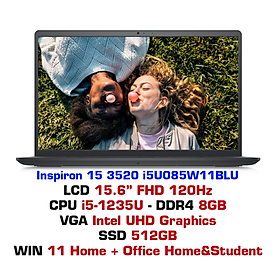 Inspiron 15 3520 i5U085W11BLU
LCD 15.6” FHD 120Hz
CPU i5-1235U - DDR4 8GB
VGA Intel UHD Graphics
SSD 512GB
WIN 11 Home + Office Home&Student